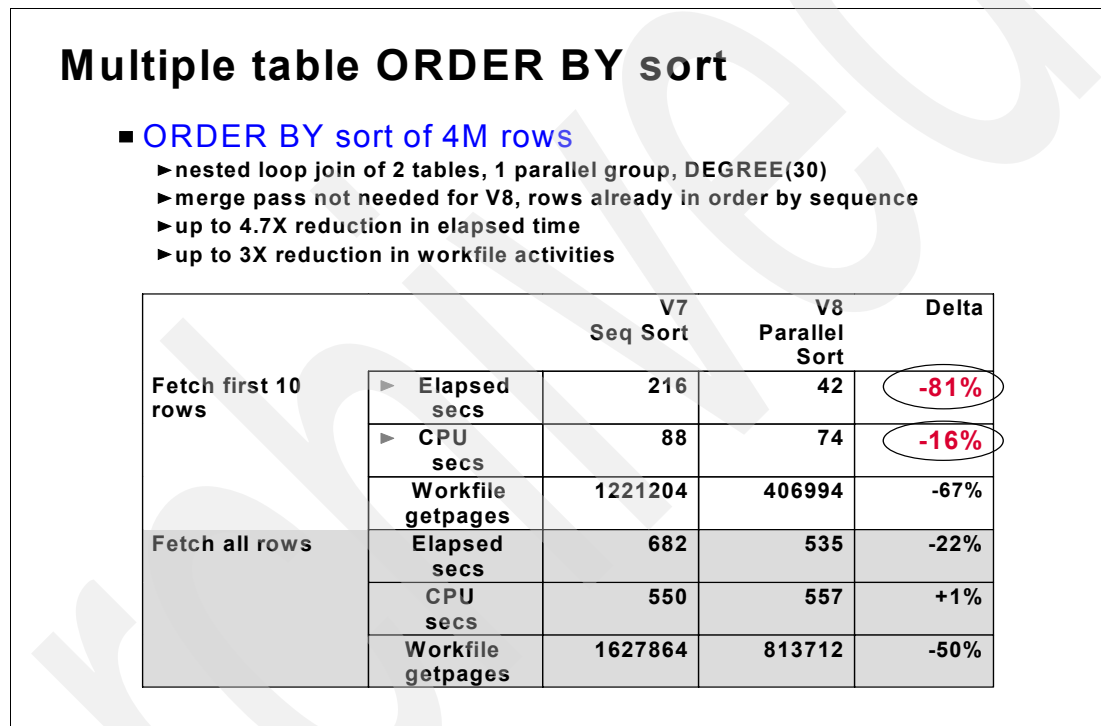 Multiple table ORDER BY sort
ORDER BY sort of 4M rows
nested loop join of 2 tables, 1 parallel group, DEGREE(30)
merge pass not needed for V8, rows already in order by sequence
up to 4.7X reduction in elapsed time
up to 3X reduction in workfile activities
V7 Seq Sort V8 Parallel Sort Delta
Fetch first 10 rows Elapsed secs 216 42 -81%
CPU secs 88 74 -16%
Workfile getpages 1221204 406994 -67%
Fetch all rows Elapsed secs 682 535 -22%
CPU secs 550 557 +1%
Workfile getpages 1627864 813712 -50%